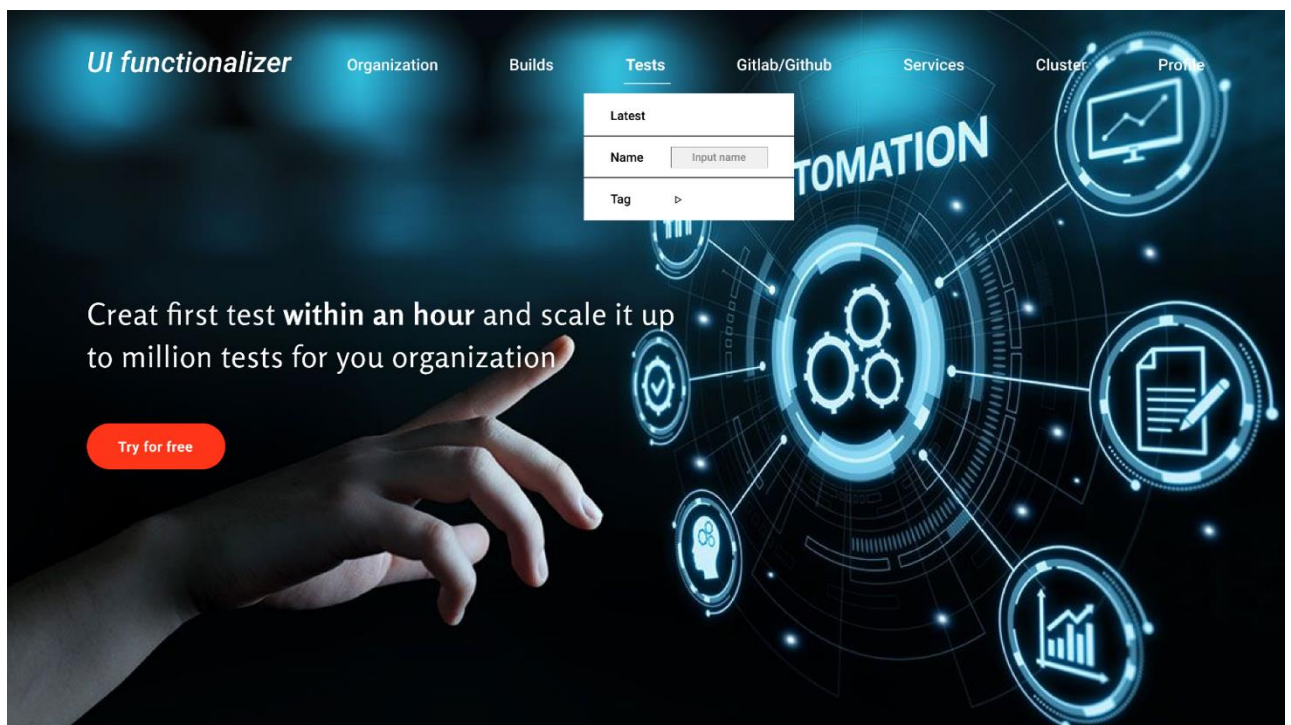 UI functionalizer
Organization
Builds
Tests
Gitlab/Github
Services
Cluster
Profile
Latest
Name
Input name
Tag
TOMATION
Creat first test within an hour and scale it up
to million tests for you organization
Try for free